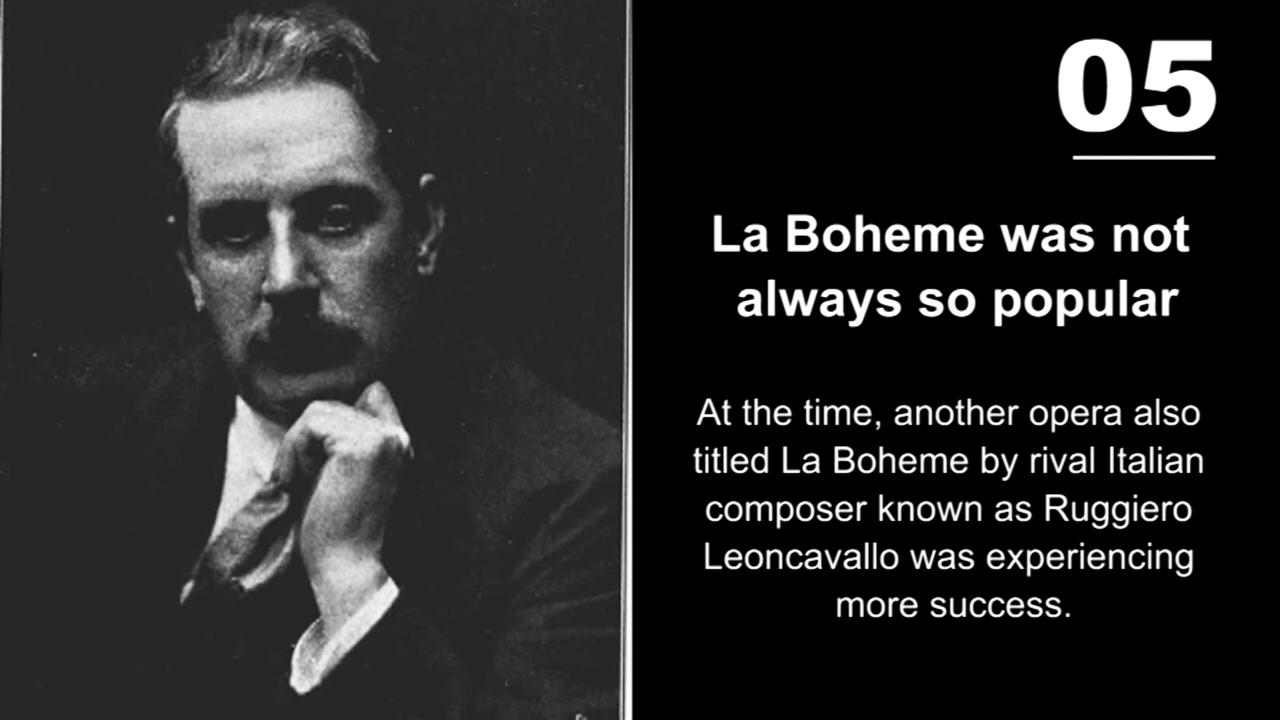 05
La Boheme was not
always so popular
At the time, another opera also
titled La Boheme by rival Italian
composer known as Ruggiero
Leoncavallo was experiencing
more success.